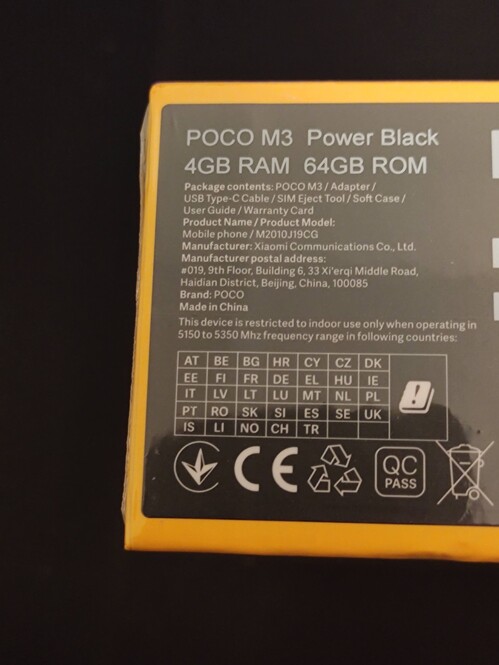 POCO M3 Power Black
4GB RAM 64GB ROM
Package contents: POCO M3 / Adapter /
USB Type-C Cable / SIM Eject Tool / Soft Case /
User Guide / Warranty Card
Product Name / Product Model:
Mobile phone / M2010J19CG
Manufacturer: Xiaomi Communications Co., Ltd.
Manufacturer postal address:
#019, 9th Floor, Building 6, 33 Xi'erqi Middle Road,
Haidian District, Beijing, China, 100085
Brand: POCO
Made in China
This device is restricted to indoor use only when operating in
5150 to 5350 Mhz frequency range in following countries:
AT BE BG HR CY CZ DK
EE FI FR DE EL HU IE
IT LV LT LU MT NL PL
PT RO SK SI ES SE UK
IS LI NO CH TR
CE
QC
PASS